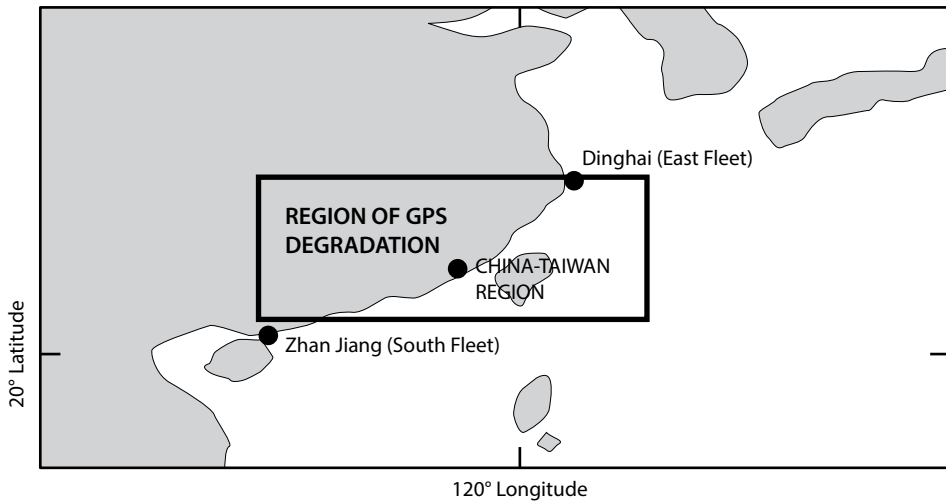 Dinghai (East Fleet)
REGION OF GPS
DEGRADATION
CHINA-TAIWAN
REGION
Zhan Jiang (South Fleet)
20° Latitude
120° Longitude